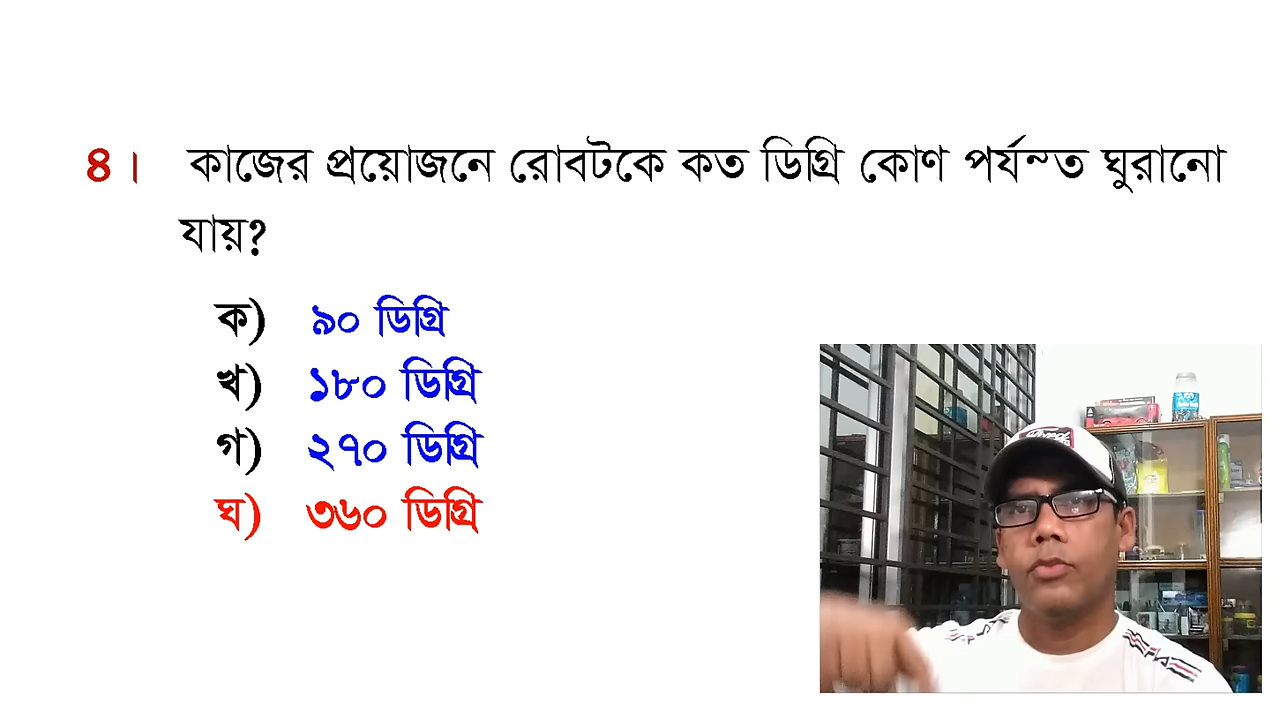 ৪। কাজের প্রয়োজনে রোবটকে কত ডিগ্রি কোণ পর্যন্ত ঘুরানো
যায়?
ক) ৯০ ডিগ্রি
খ) ১৮০ ডিগ্রি
গ) ২৭০ ডিগ্রি
ঘ) ৩৬০ ডিগ্রি